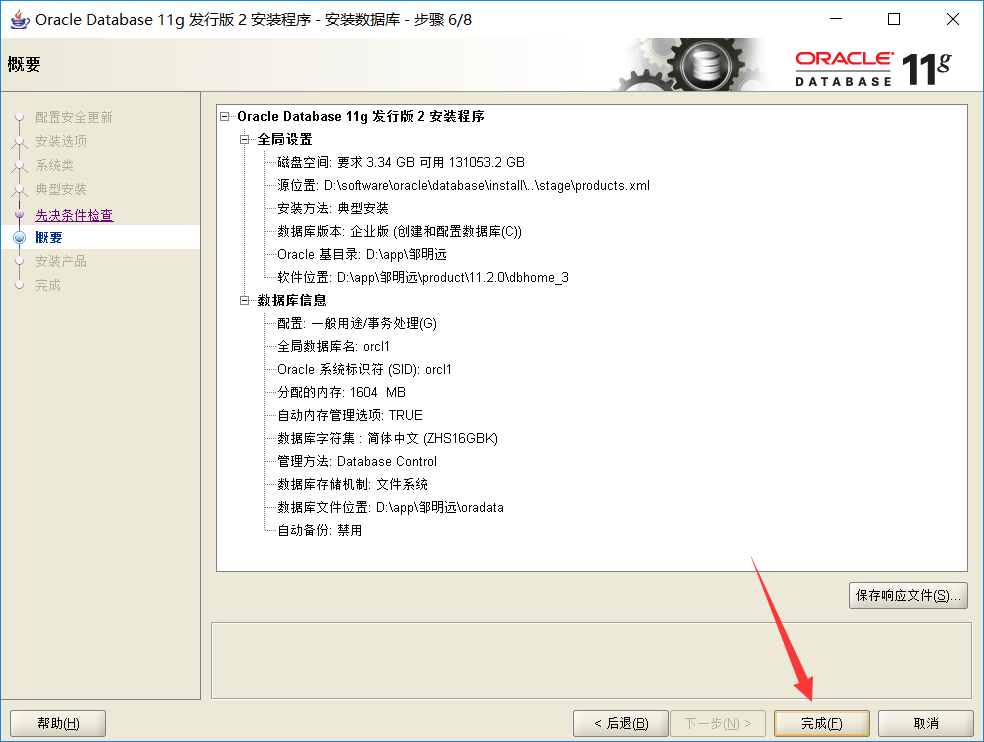 Oracle Database 11g 发行版 2 安装程序 - 安装数据库 - 步骤 6/8
概要
ORACLE
DATABASE
11g
配置安全更新
安装选项
系统类
典型安装
先决条件检查
概要
安装产品
完成
Oracle Database 11g 发行版 2 安装程序
全局设置
磁盘空间: 要求 3.34 GB 可用 131053.2 GB
源位置: D:\software\oracle\database\install\..\stage\products.xml
安装方法: 典型安装
数据库版本: 企业版 (创建和配置数据库(C))
Oracle 基目录: D:\app\邹明远
软件位置: D:\app\邹明远\product\11.2.0\dbhome_3
数据库信息
配置: 一般用途/事务处理(G)
全局数据库名: orcl1
Oracle 系统标识符 (SID): orcl1
分配的内存: 1604  MB
自动内存管理选项: TRUE
数据库字符集 : 简体中文 (ZHS16GBK)
管理方法: Database Control
数据库存储机制: 文件系统
数据库文件位置: D:\app\邹明远\oradata
自动备份: 禁用
保存响应文件(S)...
帮助(H)
< 后退(B)
下一步(N) >
完成(F)
取消